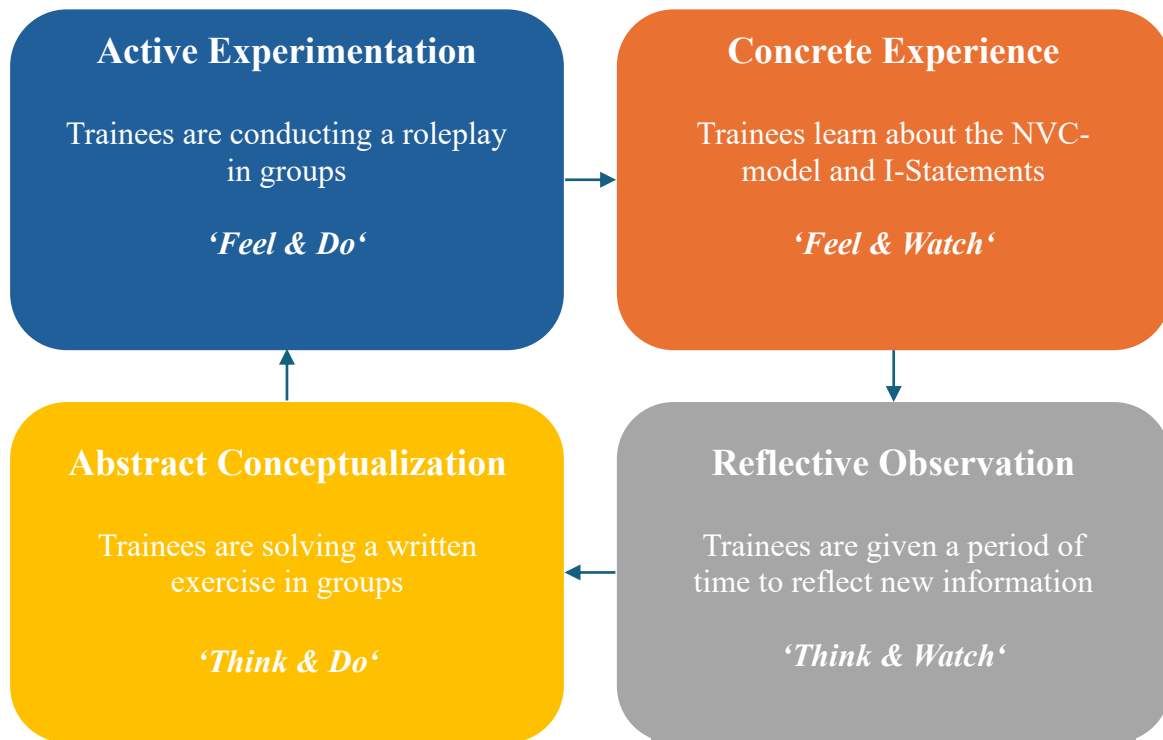 Active Experimentation
Trainees are conducting a roleplay
in groups
‘Feel & Do‘
Concrete Experience
Trainees learn about the NVC-
model and I-Statements
‘Feel & Watch‘
Abstract Conceptualization
Trainees are solving a written
exercise in groups
‘Think & Do‘
Reflective Observation
Trainees are given a period of
time to reflect new information
‘Think & Watch‘